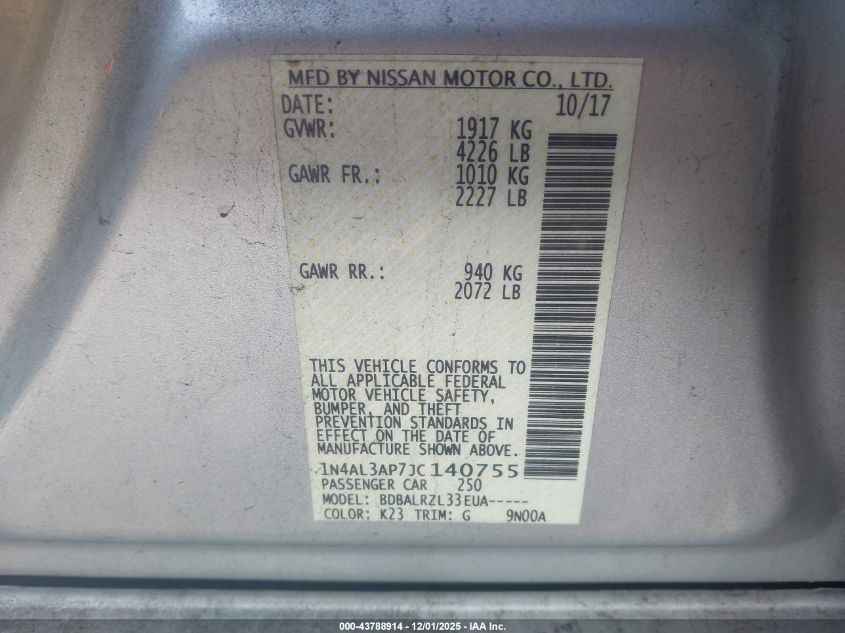 MFD BY NISSAN MOTOR CO., LTD.
DATE: 10/17
GVWR: 1917 KG
4226 LB
GAWR FR.: 1010 KG
2227 LB
GAWR RR.: 940 KG
2072 LB
THIS VEHICLE CONFORMS TO
ALL APPLICABLE FEDERAL
MOTOR VEHICLE SAFETY,
BUMPER, AND THEFT
PREVENTION STANDARDS IN
EFFECT ON THE DATE OF
MANUFACTURE SHOWN ABOVE.
1N4AL3AP7JC140755
PASSENGER CAR 250
MODEL: BDBALRZL33EUA-----
COLOR: K23 TRIM: G 9N00A
000-43788914 - 12/01/2025 - IAA Inc.